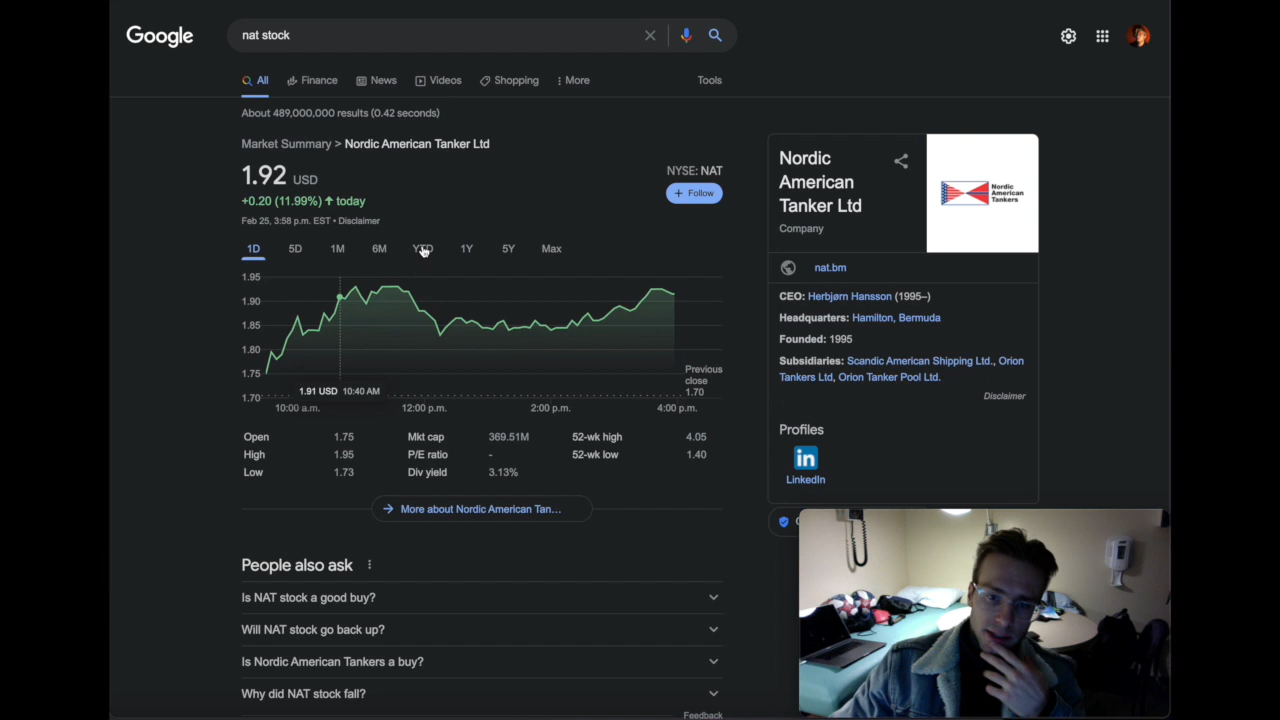 Google
nat stock
All
Finance
News
Videos
Shopping
More
Tools
About 489,000,000 results (0.42 seconds)
Market Summary > Nordic American Tanker Ltd
1.92 USD
NYSE: NAT
+ Follow
+0.20 (11.99%) ↑ today
Feb 25, 3:58 p.m. EST • Disclaimer
1D 5D 1M 6M YTD 1Y 5Y Max
1.95
1.90
1.85
1.80
1.75
1.70
1.91 USD 10:40 AM
Previous
close
1.70
10:00 a.m. 12:00 p.m. 2:00 p.m. 4:00 p.m.
Open 1.75 Mkt cap 369.51M 52-wk high 4.05
High 1.95 P/E ratio - 52-wk low 1.40
Low 1.73 Div yield 3.13%
More about Nordic American Tan...
People also ask
Is NAT stock a good buy?
Will NAT stock go back up?
Is Nordic American Tankers a buy?
Why did NAT stock fall?
Feedback
Nordic
American
Tanker Ltd
Company
Nordic
American
Tankers
nat.bm
CEO: Herbjørn Hansson (1995–)
Headquarters: Hamilton, Bermuda
Founded: 1995
Subsidiaries: Scandic American Shipping Ltd., Orion
Tankers Ltd, Orion Tanker Pool Ltd.
Disclaimer
Profiles
in
LinkedIn